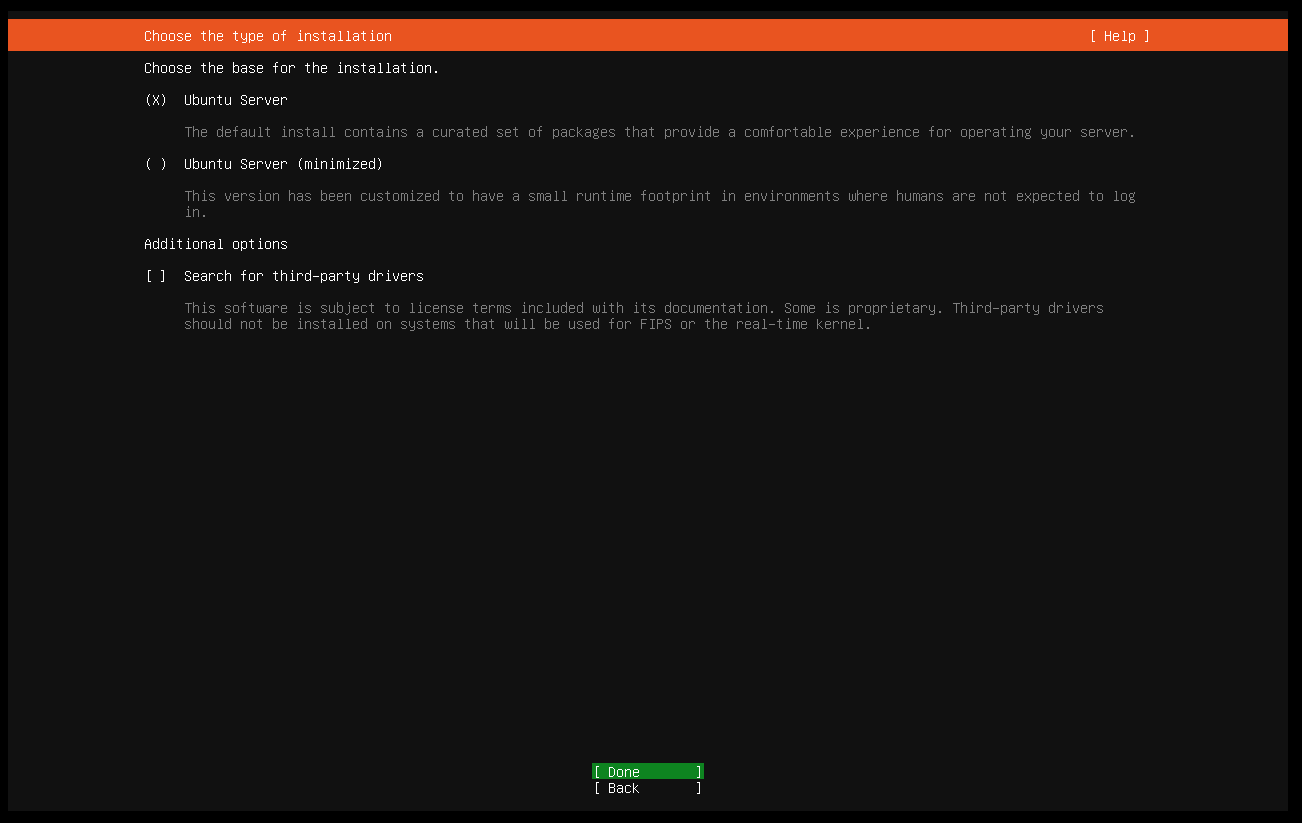 Choose the type of installation [ Help ]
Choose the base for the installation.
(X) Ubuntu Server
The default install contains a curated set of packages that provide a comfortable experience for operating your server.
( ) Ubuntu Server (minimized)
This version has been customized to have a small runtime footprint in environments where humans are not expected to log
in.
Additional options
[ ] Search for third-party drivers
This software is subject to license terms included with its documentation. Some is proprietary. Third-party drivers
should not be installed on systems that will be used for FIPS or the real-time kernel.
[ Done ]
[ Back ]